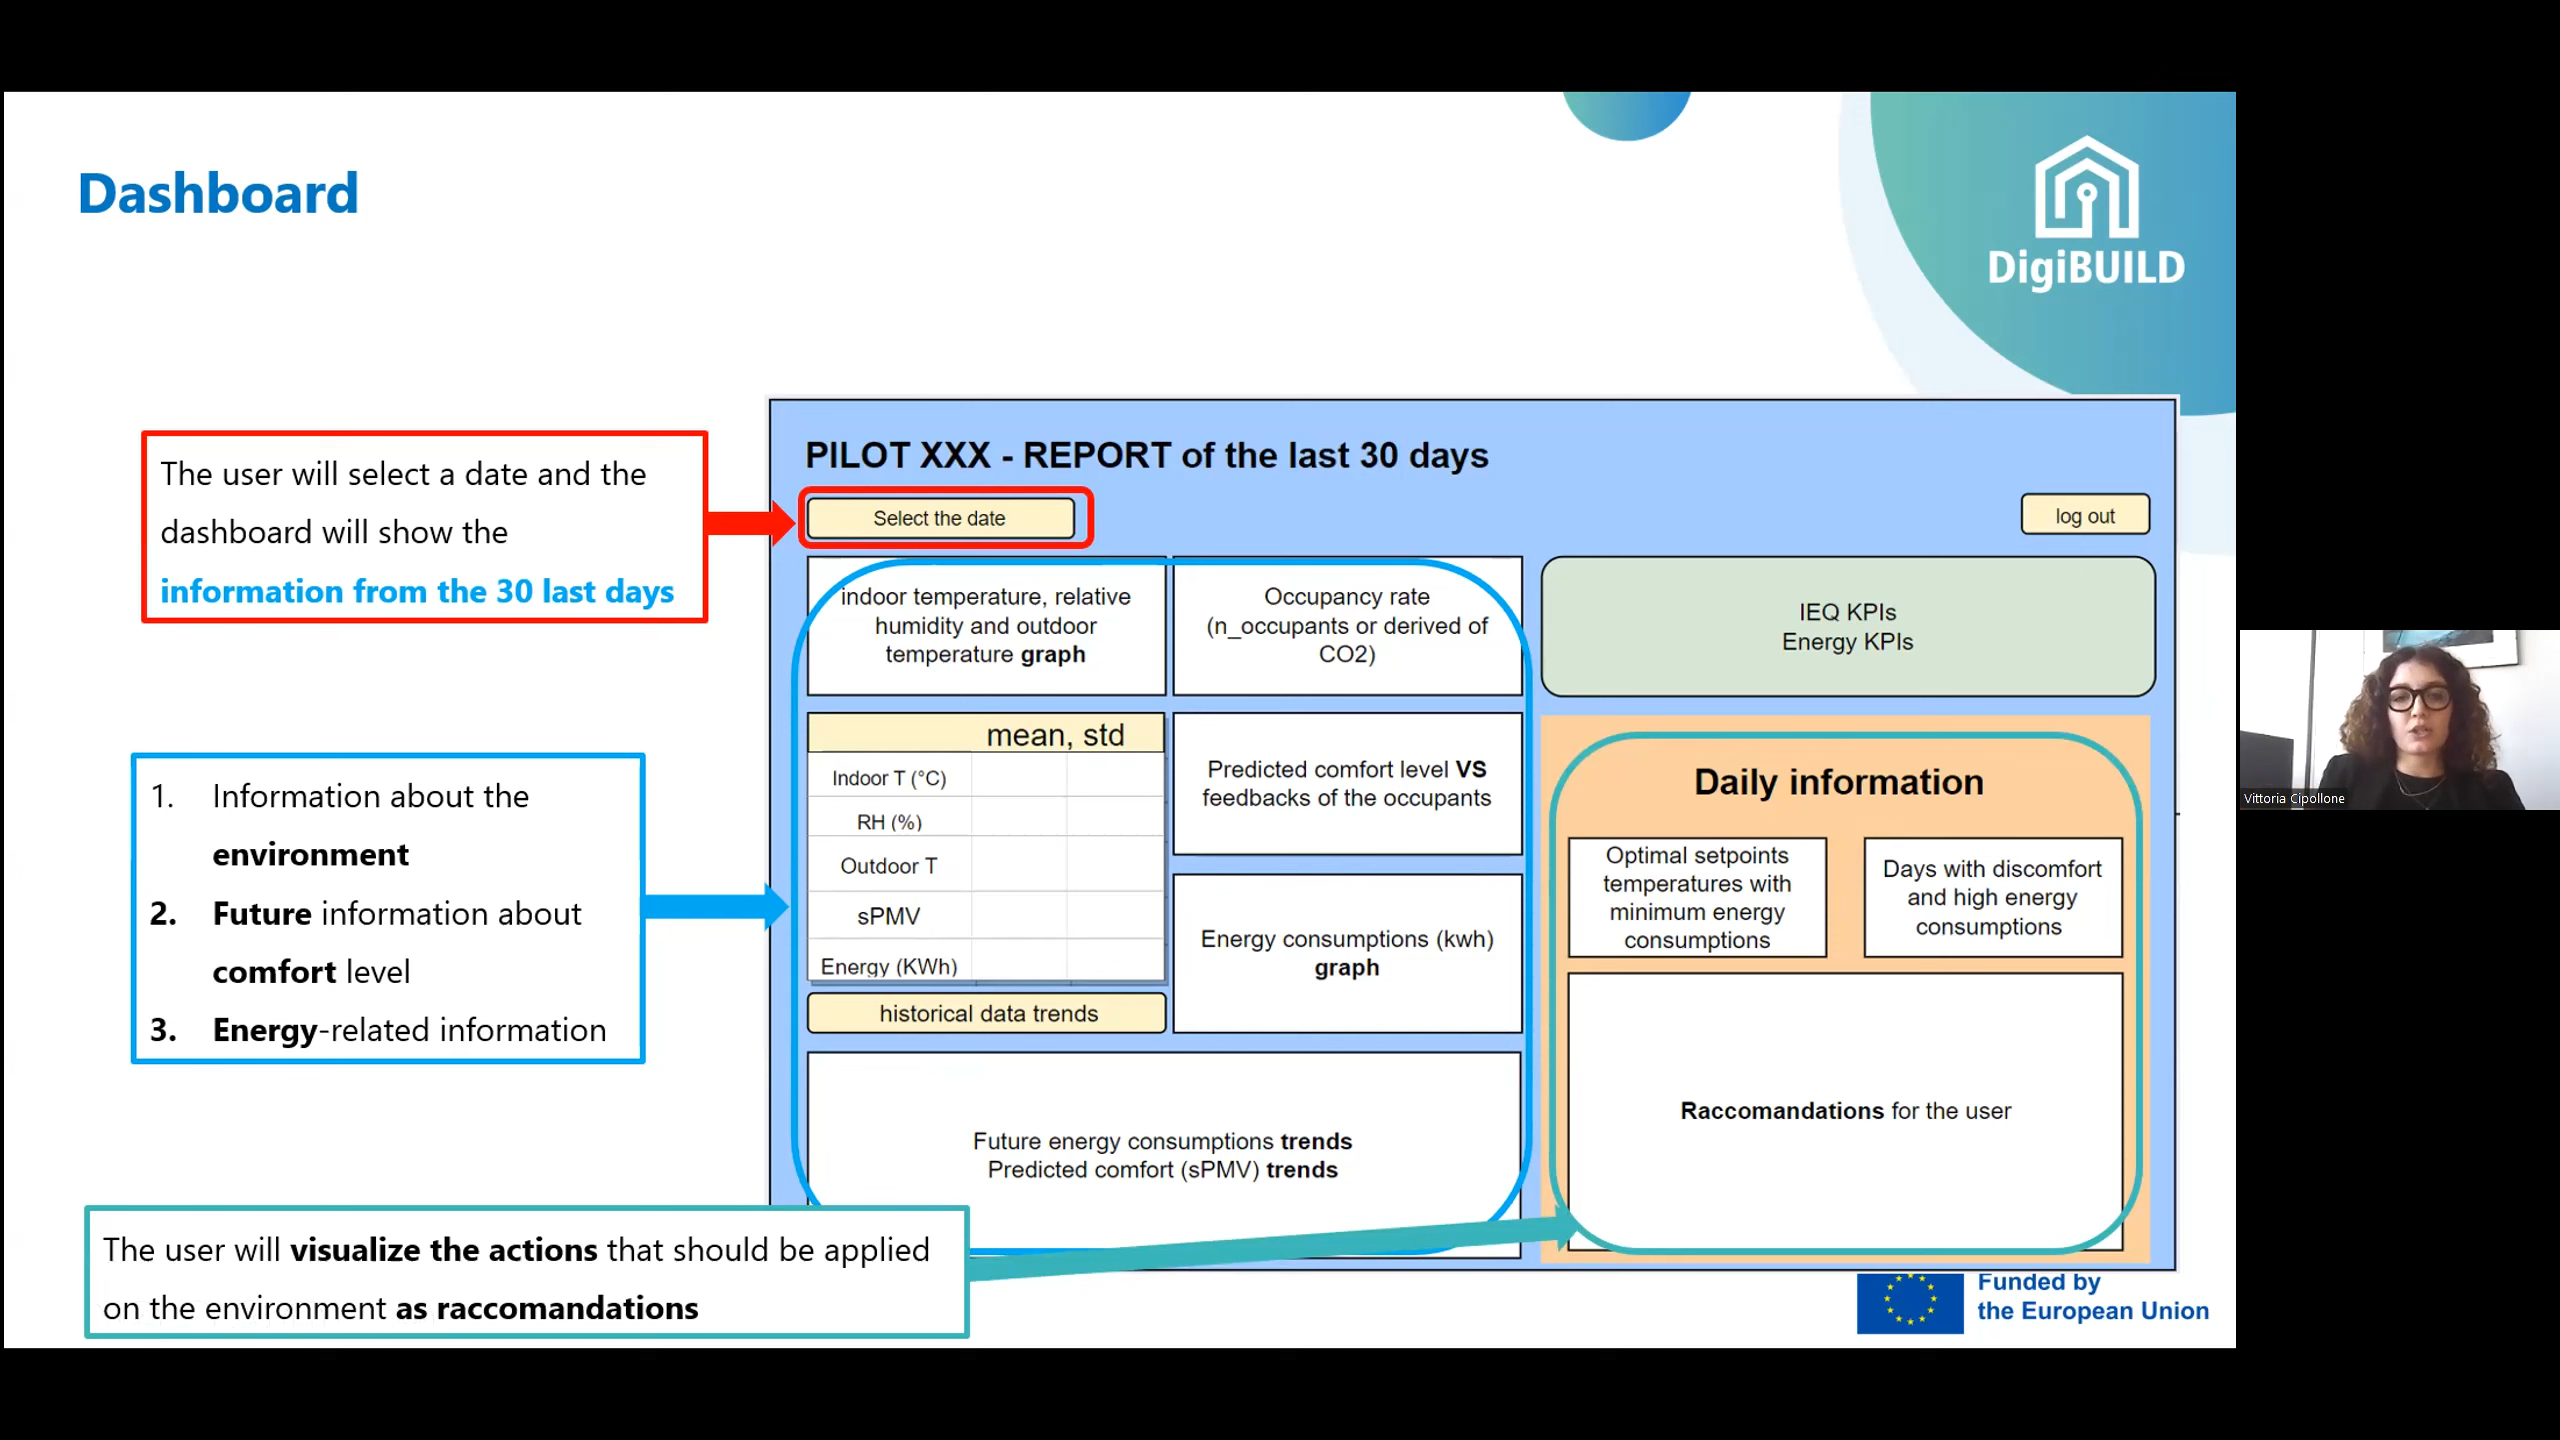 Dashboard
DigiBUILD
The user will select a date and the
dashboard will show the
information from the 30 last days
1. Information about the
environment
2. Future information about
comfort level
3. Energy-related information
The user will visualize the actions that should be applied
on the environment as raccomandations
PILOT XXX - REPORT of the last 30 days
Select the date
log out
indoor temperature, relative
humidity and outdoor
temperature graph
Occupancy rate
(n_occupants or derived of
CO2)
IEQ KPIs
Energy KPIs
mean, std
Indoor T (°C)
RH (%)
Outdoor T
sPMV
Energy (KWh)
historical data trends
Predicted comfort level VS
feedbacks of the occupants
Energy consumptions (kwh)
graph
Future energy consumptions trends
Predicted comfort (sPMV) trends
Daily information
Optimal setpoints
temperatures with
minimum energy
consumptions
Days with discomfort
and high energy
consumptions
Raccomandations for the user
Funded by
the European Union
Vittoria Cipollone